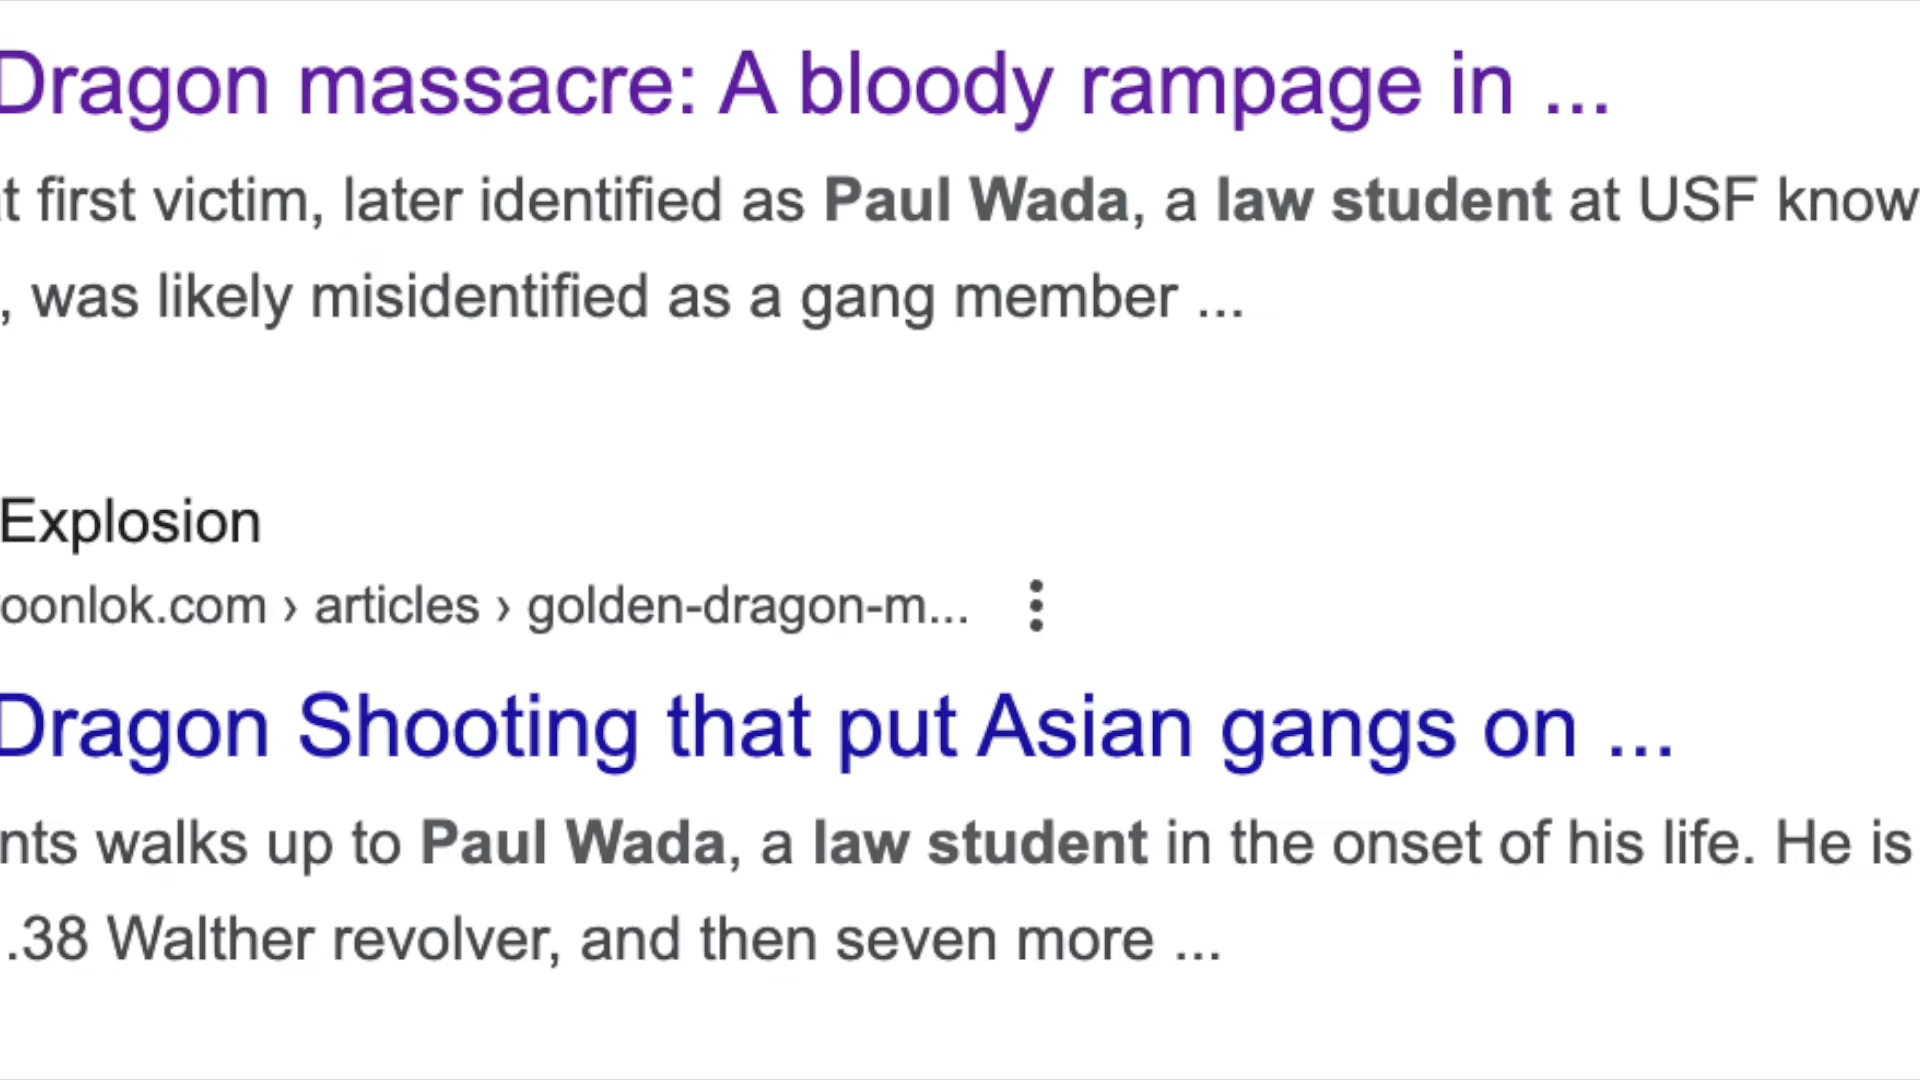 Dragon massacre: A bloody rampage in ...
t first victim, later identified as Paul Wada, a law student at USF know
, was likely misidentified as a gang member ...
Explosion
oonlok.com › articles › golden-dragon-m...
Dragon Shooting that put Asian gangs on ...
nts walks up to Paul Wada, a law student in the onset of his life. He is
.38 Walther revolver, and then seven more ...